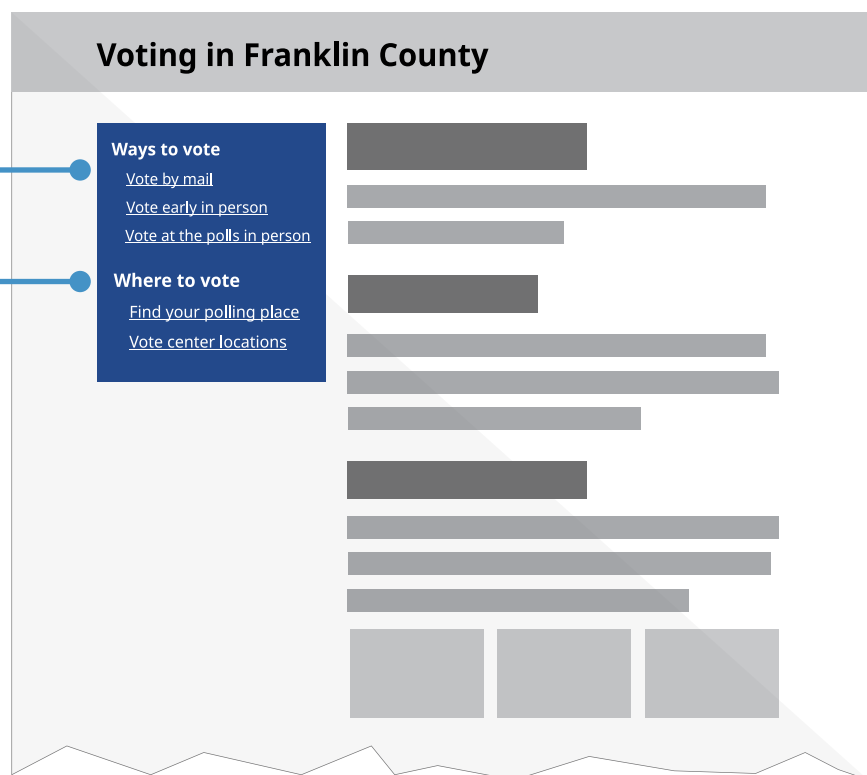 Voting in Franklin County
Ways to vote
Vote by mail
Vote early in person
Vote at the polls in person
Where to vote
Find your polling place
Vote center locations